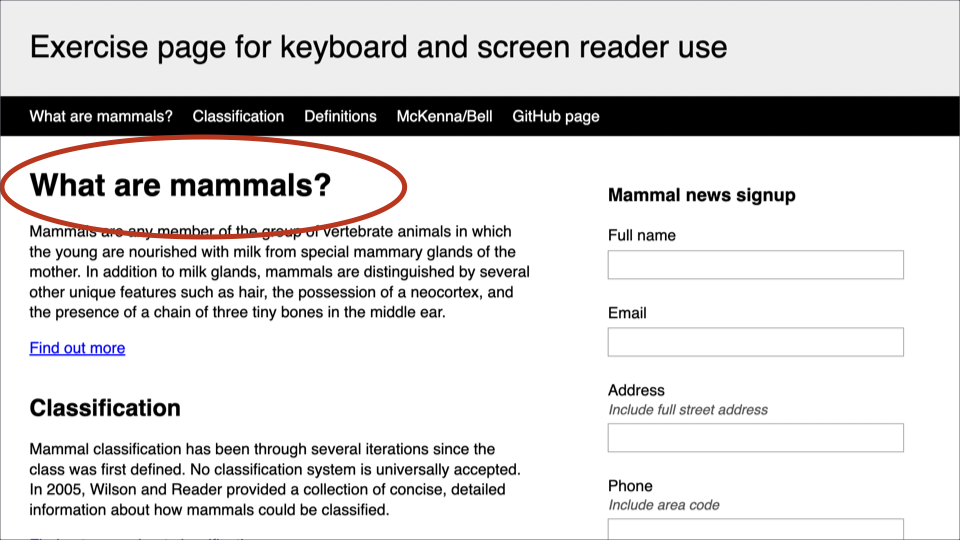 Exercise page for keyboard and screen reader use
What are mammals? Classification Definitions McKenna/Bell GitHub page
What are mammals?
Mammals are any member of the group of vertebrate animals in which
the young are nourished with milk from special mammary glands of the
mother. In addition to milk glands, mammals are distinguished by several
other unique features such as hair, the possession of a neocortex, and
the presence of a chain of three tiny bones in the middle ear.
Find out more
Classification
Mammal classification has been through several iterations since the
class was first defined. No classification system is universally accepted.
In 2005, Wilson and Reader provided a collection of concise, detailed
information about how mammals could be classified.
Mammal news signup
Full name
Email
Address
Include full street address
Phone
Include area code